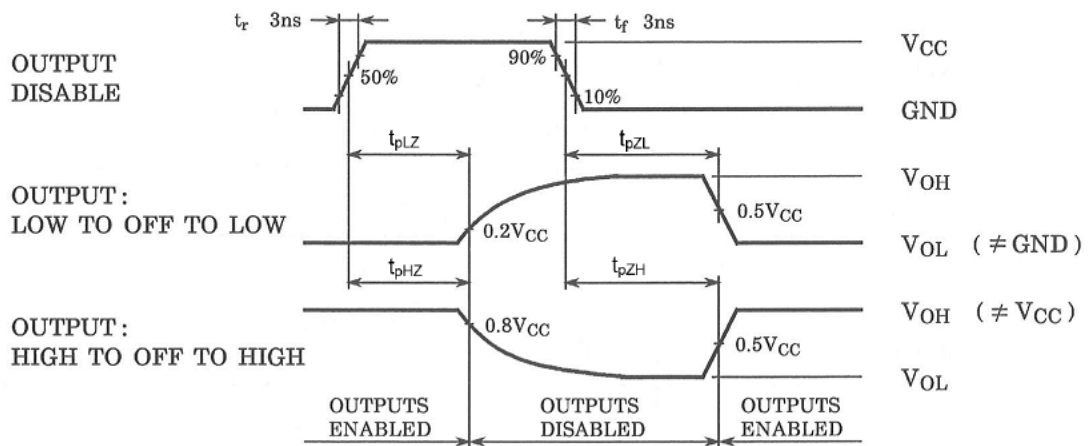 tr 3ns
tf 3ns
OUTPUT
DISABLE
50%
90%
10%
VCC
GND
tpLZ
tpZL
OUTPUT:
LOW TO OFF TO LOW
0.2VCC
0.5VCC
VOH
VOL (≠GND)
tpHZ
tpZH
OUTPUT:
HIGH TO OFF TO HIGH
0.8VCC
0.5VCC
VOH (≠VCC)
VOL
OUTPUTS
ENABLED
OUTPUTS
DISABLED
OUTPUTS
ENABLED